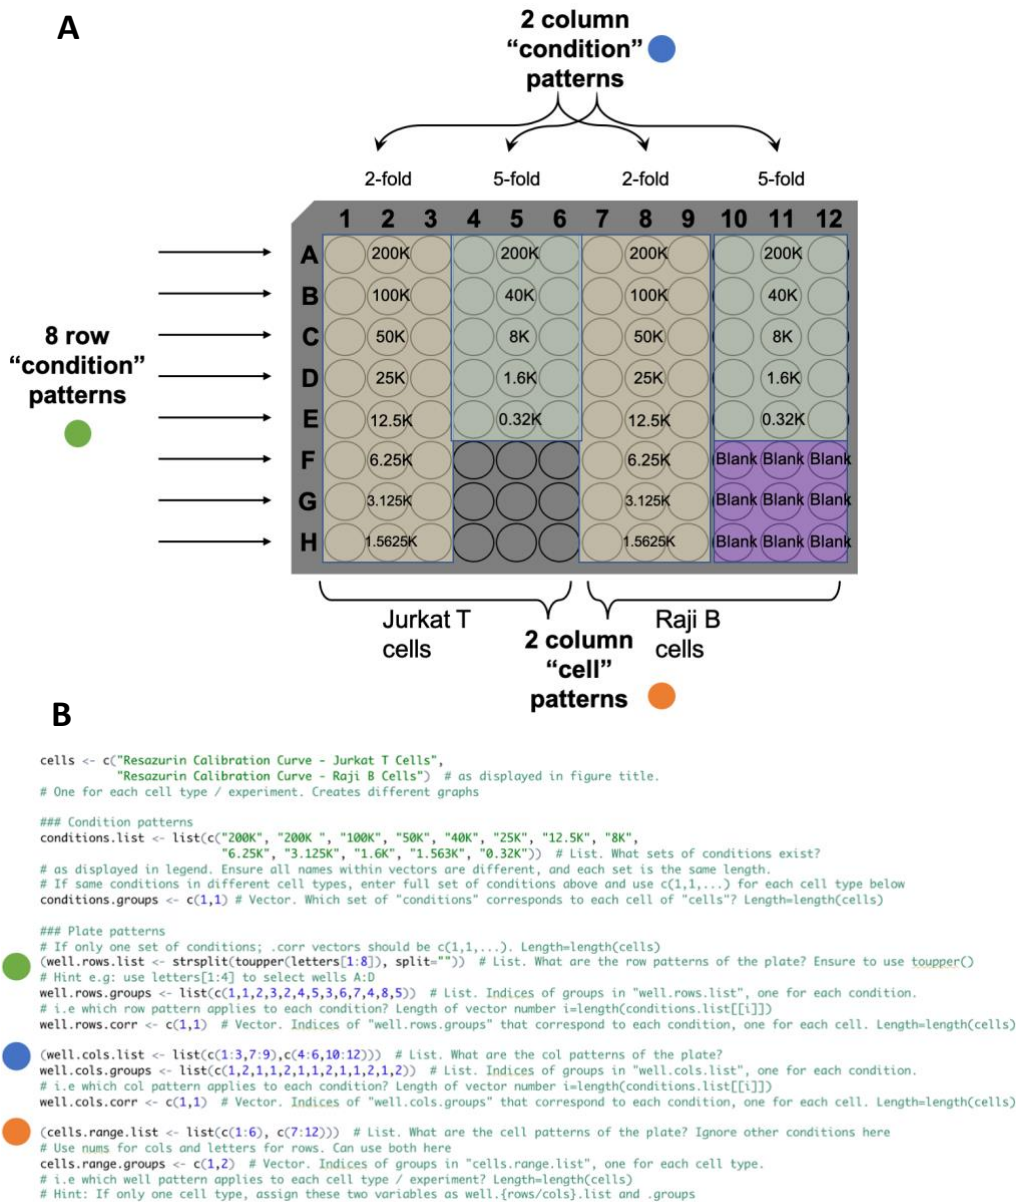 A
2 column
“condition”
patterns
2-fold 5-fold 2-fold 5-fold
1 2 3 4 5 6 7 8 9 10 11 12
A 200K 200K 200K 200K
B 100K 40K 100K 40K
C 50K 8K 50K 8K
D 25K 1.6K 25K 1.6K
E 12.5K 0.32K 12.5K 0.32K
F 6.25K 6.25K Blank Blank Blank
G 3.125K 3.125K Blank Blank Blank
H 1.5625K 1.5625K Blank Blank Blank
8 row
“condition”
patterns
Jurkat T
cells
2 column
“cell”
patterns
Raji B
cells
B
cells <- c("Resazurin Calibration Curve - Jurkat T Cells",
"Resazurin Calibration Curve - Raji B Cells") # as displayed in figure title.
# One for each cell type / experiment. Creates different graphs
### Condition patterns
conditions.list <- list(c("200K", "200K ", "100K", "50K", "40K", "25K", "12.5K", "8K",
"6.25K", "3.125K", "1.6K", "1.563K", "0.32K")) # List. What sets of conditions exist?
# as displayed in legend. Ensure all names within vectors are different, and each set is the same length.
# If same conditions in different cell types, enter full set of conditions above and use c(1,1,...) for each cell type below
conditions.groups <- c(1,1) # Vector. Which set of "conditions" corresponds to each cell of "cells"? Length=length(cells)
### Plate patterns
# If only one set of conditions; .corr vectors should be c(1,1,...). Length=length(cells)
(well.rows.list <- strsplit(toupper(letters[1:8]), split="")) # List. What are the row patterns of the plate? Ensure to use toupper()
# Hint e.g: use letters[1:4] to select wells A:D
well.rows.groups <- list(c(1,1,2,3,2,4,5,3,6,7,4,8,5)) # List. Indices of groups in "well.rows.list", one for each condition.
# i.e which row pattern applies to each condition? Length of vector number i=length(conditions.list[[i]])
well.rows.corr <- c(1,1) # Vector. Indices of "well.rows.groups" that correspond to each condition, one for each cell. Length=length(cells)
(well.cols.list <- list(c(1:3,7:9),c(4:6,10:12))) # List. What are the col patterns of the plate?
well.cols.groups <- list(c(1,2,1,1,2,1,1,2,1,1,2,1,2)) # List. Indices of groups in "well.cols.list", one for each condition.
# i.e which col pattern applies to each condition? Length of vector number i=length(conditions.list[[i]])
well.cols.corr <- c(1,1) # Vector. Indices of "well.cols.groups" that correspond to each condition, one for each cell. Length=length(cells)
(cells.range.list <- list(c(1:6), c(7:12))) # List. What are the cell patterns of the plate? Ignore other conditions here
# Use nums for cols and letters for rows. Can use both here
cells.range.groups <- c(1,2) # Vector. Indices of groups in "cells.range.list", one for each cell type.
# i.e which well pattern applies to each cell type / experiment? Length=length(cells)
# Hint: If only one cell type, assign these two variables as well.{rows/cols}.list and .groups